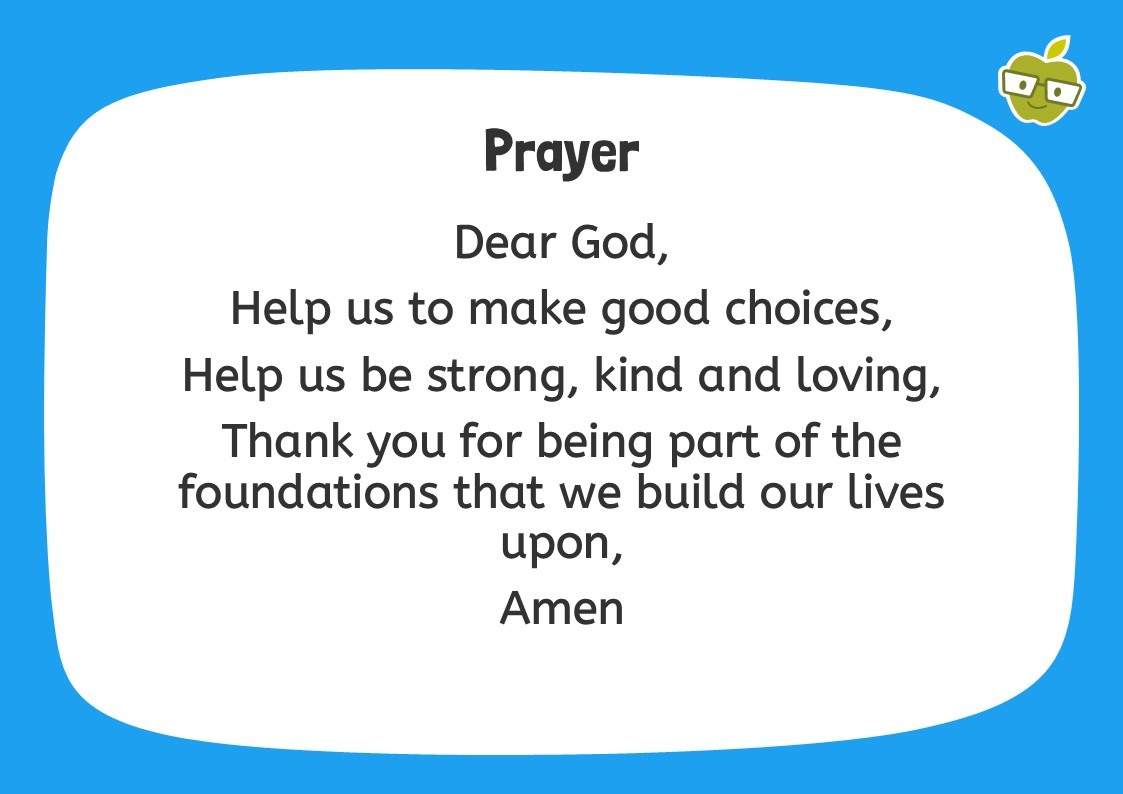 Prayer
Dear God,
Help us to make good choices,
Help us be strong, kind and loving,
Thank you for being part of the
foundations that we build our lives
upon,
Amen